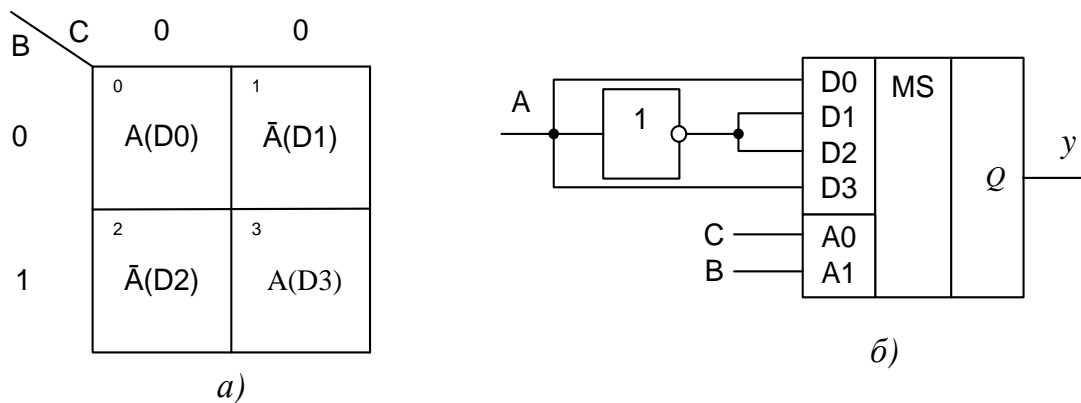 B C 0 0
0 1
0 A(D0) Ā(D1)
2 3
1 Ā(D2) A(D3)
а)
A 1
D0 MS
D1
D2
D3
Q y
C A0
B A1
б)